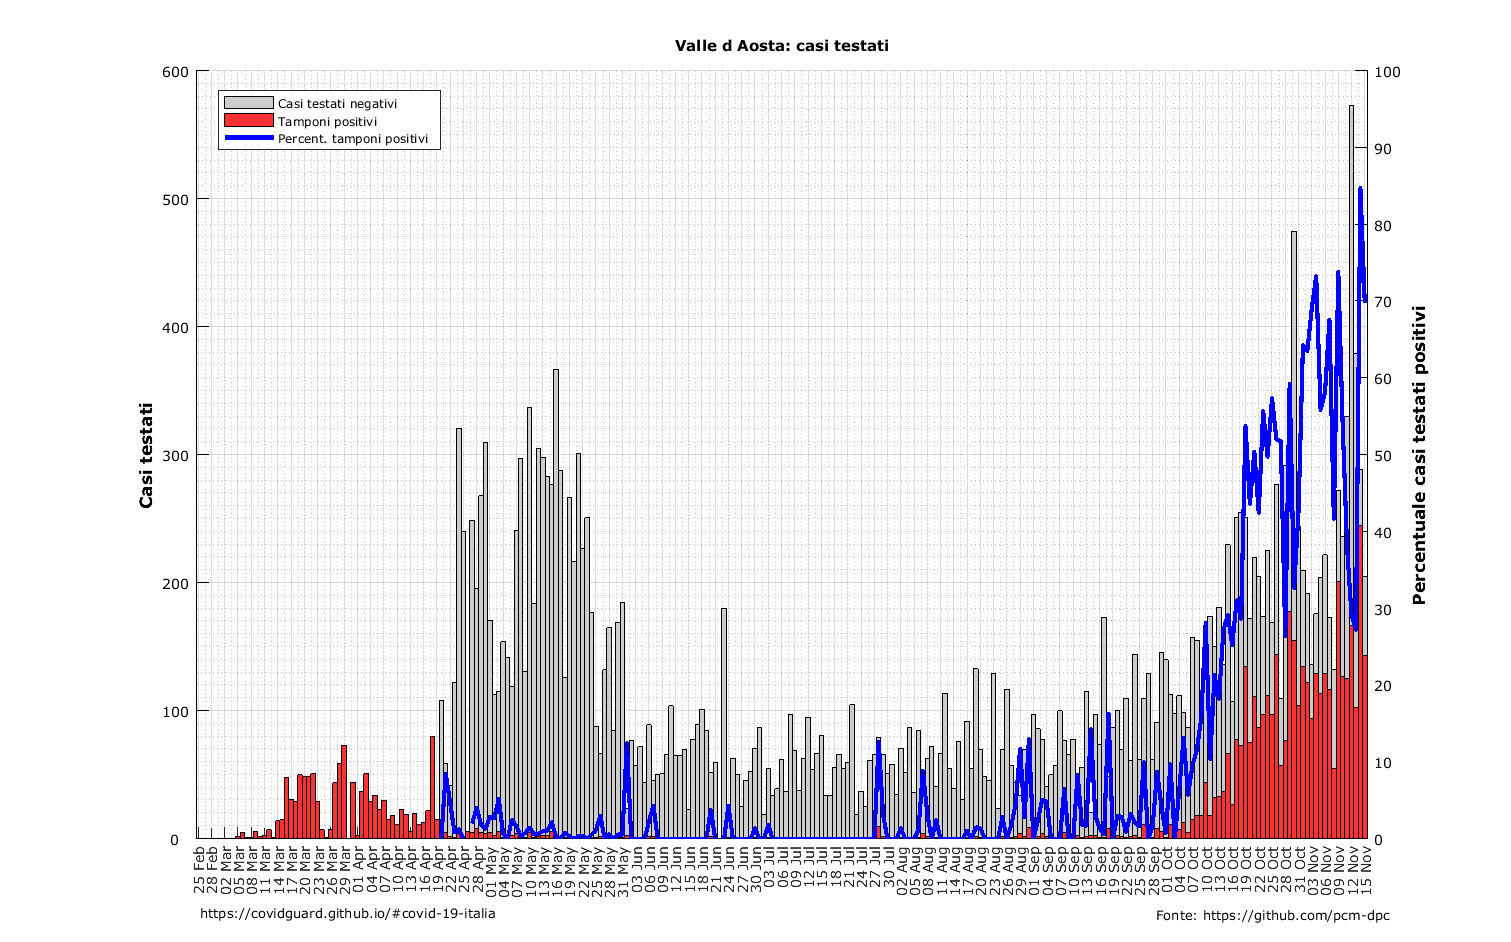 Valle d Aosta: casi testati
Casi testati negativi
Tamponi positivi
Percent. tamponi positivi
Casi testati
600
500
400
300
200
100
0
100
90
80
70
60
50
40
30
20
10
0
Percentuale casi testati positivi
25 Feb
28 Feb
02 Mar
05 Mar
08 Mar
11 Mar
14 Mar
17 Mar
20 Mar
23 Mar
26 Mar
29 Mar
01 Apr
04 Apr
07 Apr
10 Apr
13 Apr
16 Apr
19 Apr
22 Apr
25 Apr
28 Apr
01 May
04 May
07 May
10 May
13 May
16 May
19 May
22 May
25 May
28 May
31 May
03 Jun
06 Jun
09 Jun
12 Jun
15 Jun
18 Jun
21 Jun
24 Jun
27 Jun
30 Jun
03 Jul
06 Jul
09 Jul
12 Jul
15 Jul
18 Jul
21 Jul
24 Jul
27 Jul
30 Jul
02 Aug
05 Aug
08 Aug
11 Aug
14 Aug
17 Aug
20 Aug
23 Aug
26 Aug
29 Aug
01 Sep
04 Sep
07 Sep
10 Sep
13 Sep
16 Sep
19 Sep
22 Sep
25 Sep
28 Sep
01 Oct
04 Oct
07 Oct
10 Oct
13 Oct
16 Oct
19 Oct
22 Oct
25 Oct
28 Oct
31 Oct
03 Nov
06 Nov
09 Nov
12 Nov
15 Nov
https://covidguard.github.io/#covid-19-italia
Fonte: https://github.com/pcm-dpc